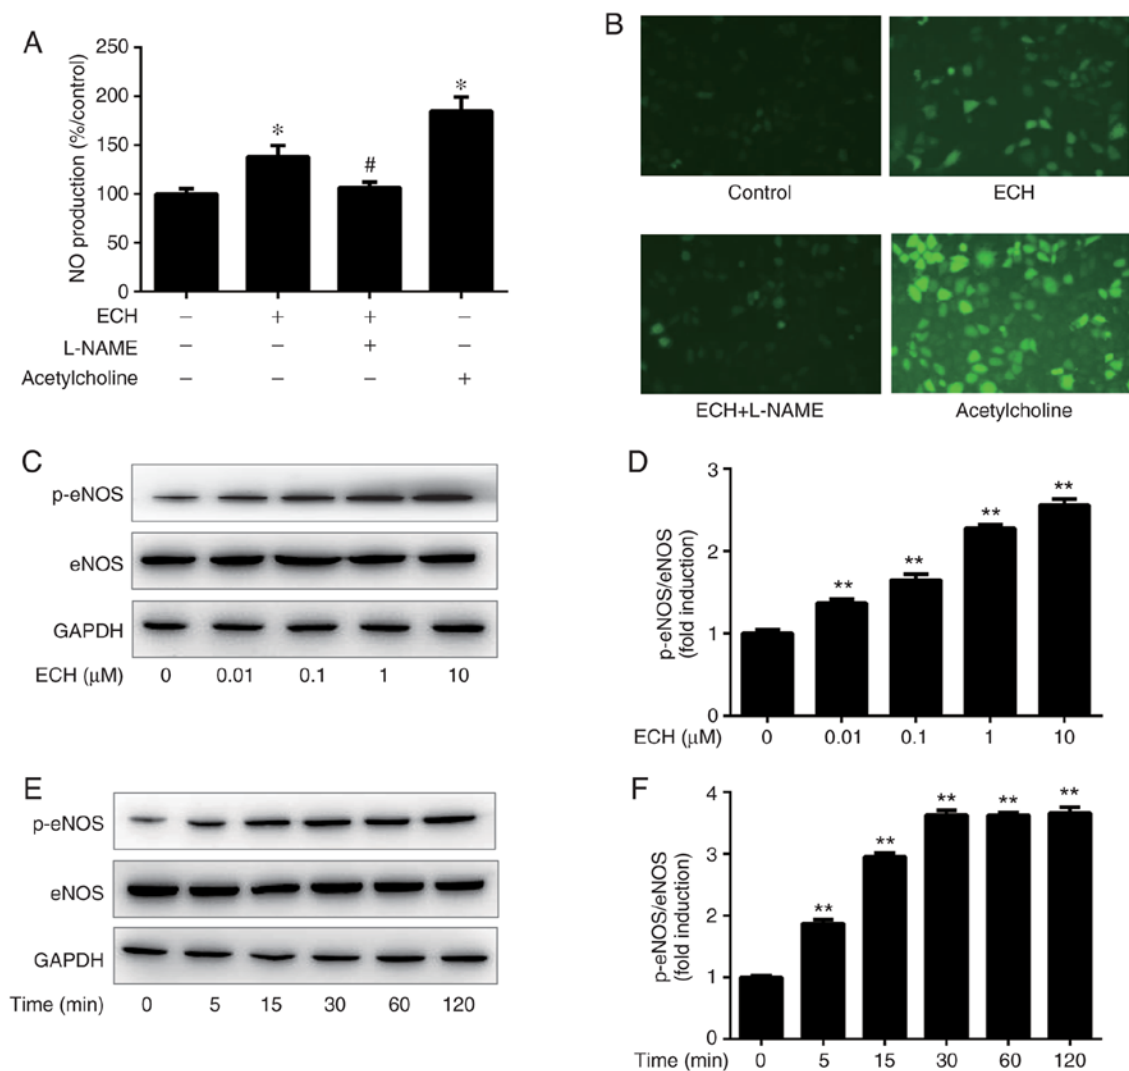 A
NO production (%/control)
250
200
150
100
50
0
*
*
#
ECH − + + −
L-NAME − − + −
Acetylcholine − − − +
B
Control
ECH
ECH+L-NAME
Acetylcholine
C
p-eNOS
eNOS
GAPDH
ECH (μM) 0 0.01 0.1 1 10
D
p-eNOS/eNOS
(fold induction)
3
2
1
0
** ** ** **
ECH (μM) 0 0.01 0.1 1 10
E
p-eNOS
eNOS
GAPDH
Time (min) 0 5 15 30 60 120
F
p-eNOS/eNOS
(fold induction)
4
3
2
1
0
** ** ** ** **
Time (min) 0 5 15 30 60 120